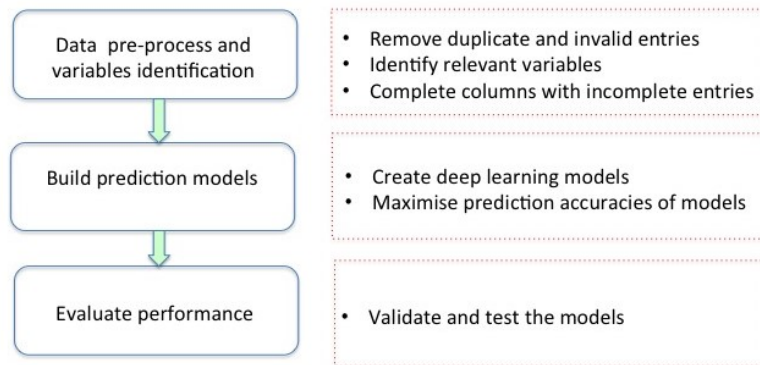 Data pre-process and
variables identification
• Remove duplicate and invalid entries
• Identify relevant variables
• Complete columns with incomplete entries
Build prediction models
• Create deep learning models
• Maximise prediction accuracies of models
Evaluate performance
• Validate and test the models